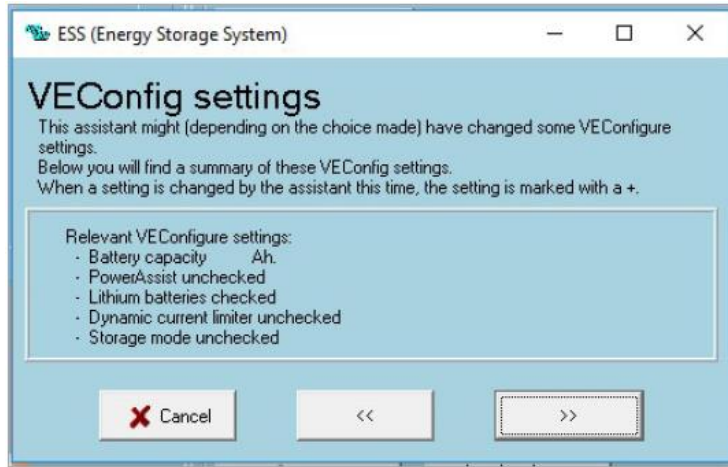 ESS (Energy Storage System)
VEConfig settings
This assistant might (depending on the choice made) have changed some VEConfigure
settings.
Below you will find a summary of these VEConfig settings.
When a setting is changed by the assistant this time, the setting is marked with a +.
Relevant VEConfigure settings:
- Battery capacity Ah.
- PowerAssist unchecked
- Lithium batteries checked
- Dynamic current limiter unchecked
- Storage mode unchecked
Cancel
<<
>>